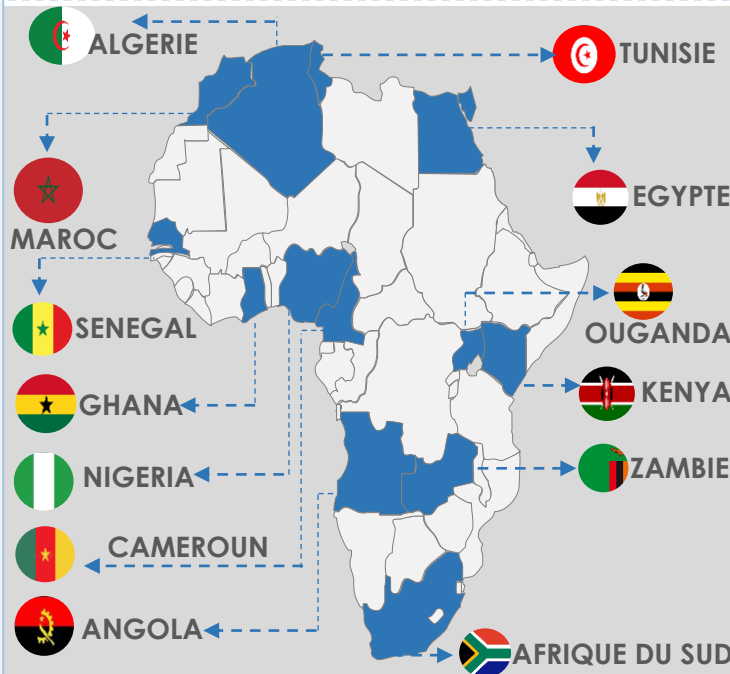 ALGERIE
TUNISIE
EGYPTE
MAROC
SENEGAL
OUGANDA
GHANA
KENYA
NIGERIA
ZAMBIE
CAMEROUN
ANGOLA
AFRIQUE DU SUD